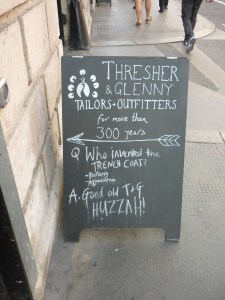 THRESHER
& GLENNY
TAILORS + OUTFITTERS
for more than
300 years
Q Who invented the
TRENCH COAT?
A. Good old T+G
HUZZAH!